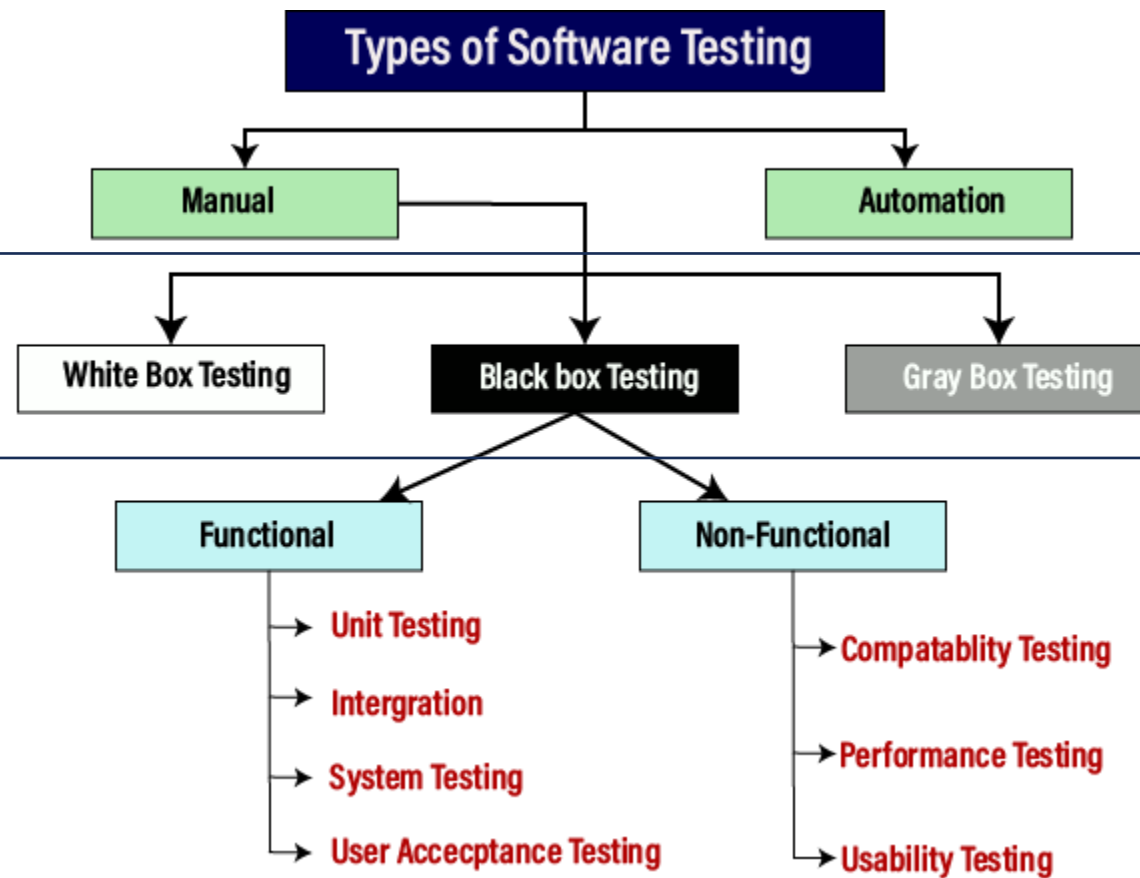 Types of Software Testing
Manual
Automation
White Box Testing
Black box Testing
Gray Box Testing
Functional
Non-Functional
Unit Testing
Intergration
System Testing
User Accecptance Testing
Compatablity Testing
Performance Testing
Usability Testing